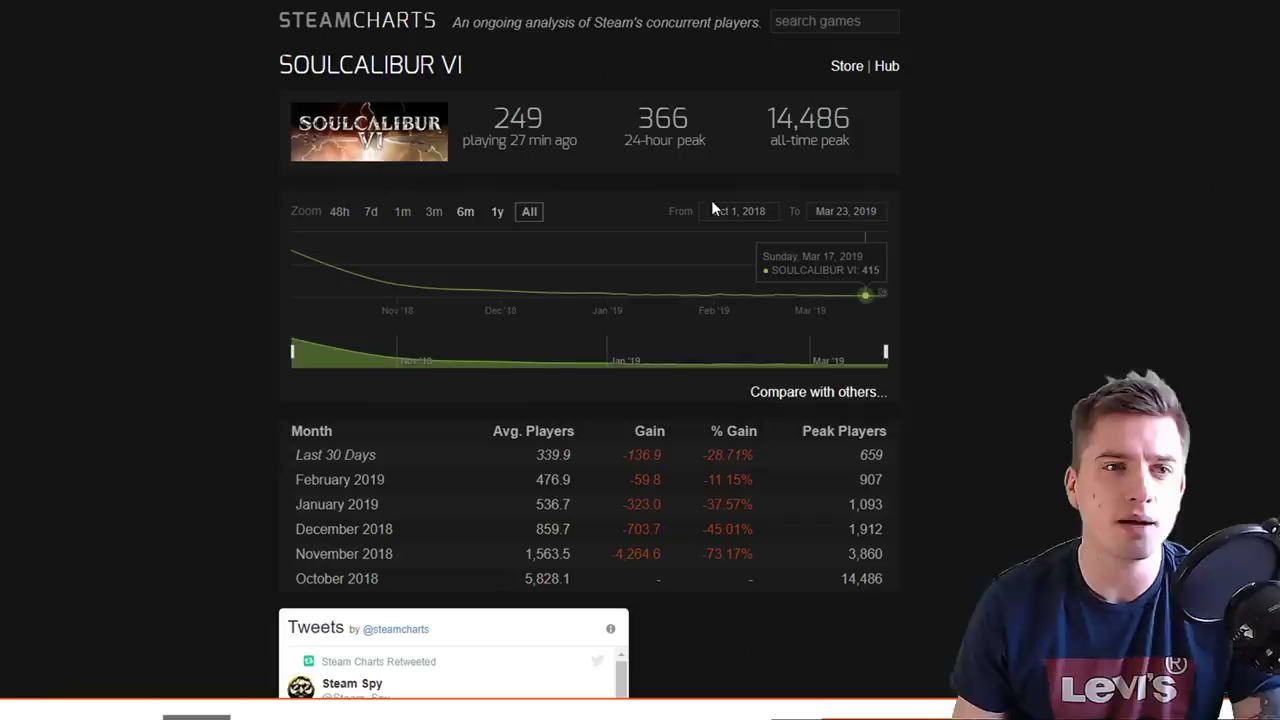 STEAMCHARTS An ongoing analysis of Steam's concurrent players. search games
SOULCALIBUR VI Store | Hub
SOULCALIBUR VI
249 366 14,486
playing 27 min ago 24-hour peak all-time peak
Zoom 48h 7d 1m 3m 6m 1y All From ct 1, 2018 To Mar 23, 2019
Sunday, Mar 17, 2019
SOULCALIBUR VI: 415
Nov '18 Dec '18 Jan '19 Feb '19 Mar '19
Nov '18 Jan '19 Mar '19
Compare with others...
Month Avg. Players Gain % Gain Peak Players
Last 30 Days 339.9 -136.9 -28.71% 659
February 2019 476.9 -59.8 -11.15% 907
January 2019 536.7 -323.0 -37.57% 1,093
December 2018 859.7 -703.7 -45.01% 1,912
November 2018 1,563.5 -4,264.6 -73.17% 3,860
October 2018 5,828.1 - - 14,486
Tweets by @steamcharts
Steam Charts Retweeted
Steam Spy
@Steam_Spy
LEVI'S ®